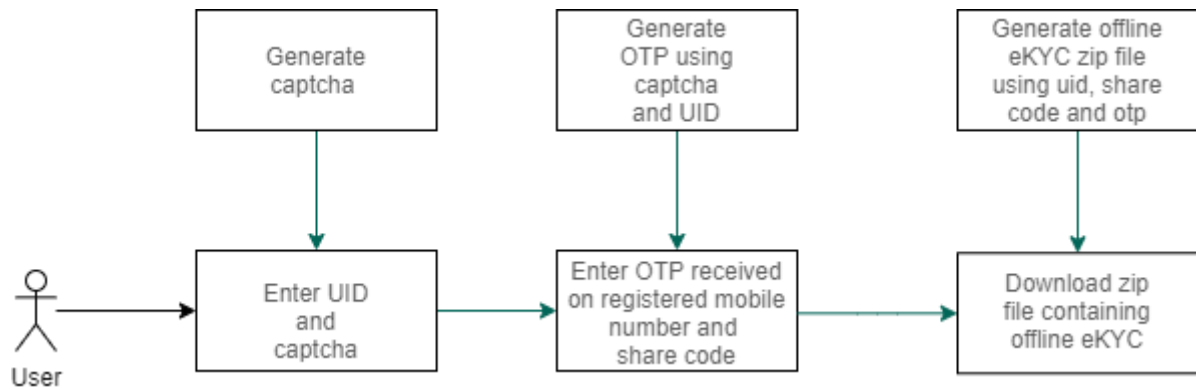 Generate
captcha
Generate
OTP using
captcha
and UID
Generate offline
eKYC zip file
using uid, share
code and otp
Enter UID
and
captcha
Enter OTP received
on registered mobile
number and
share code
Download zip
file containing
offline eKYC
User